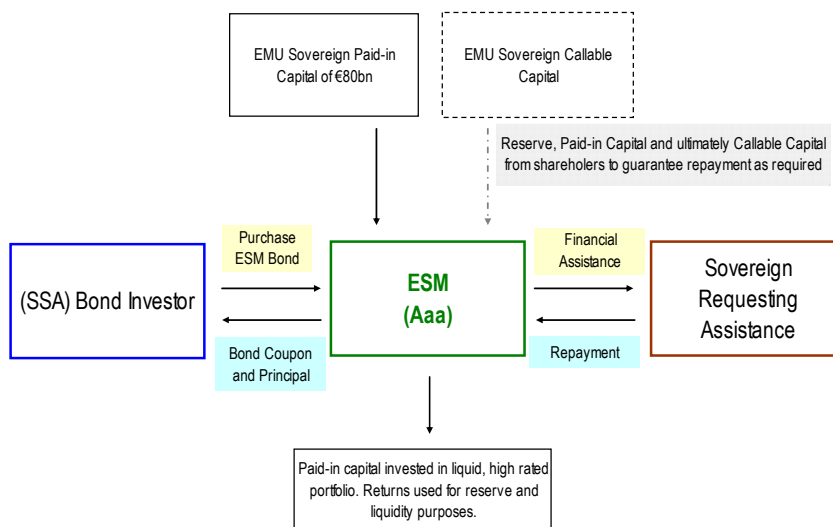 EMU Sovereign Paid-in
Capital of €80bn
EMU Sovereign Callable
Capital
Reserve, Paid-in Capital and ultimately Callable Capital
from shareholers to guarantee repayment as required
Purchase
ESM Bond
Financial
Assistance
(SSA) Bond Investor
ESM
(Aaa)
Sovereign
Requesting
Assistance
Bond Coupon
and Principal
Repayment
Paid-in capital invested in liquid, high rated
portfolio. Returns used for reserve and
liquidity purposes.